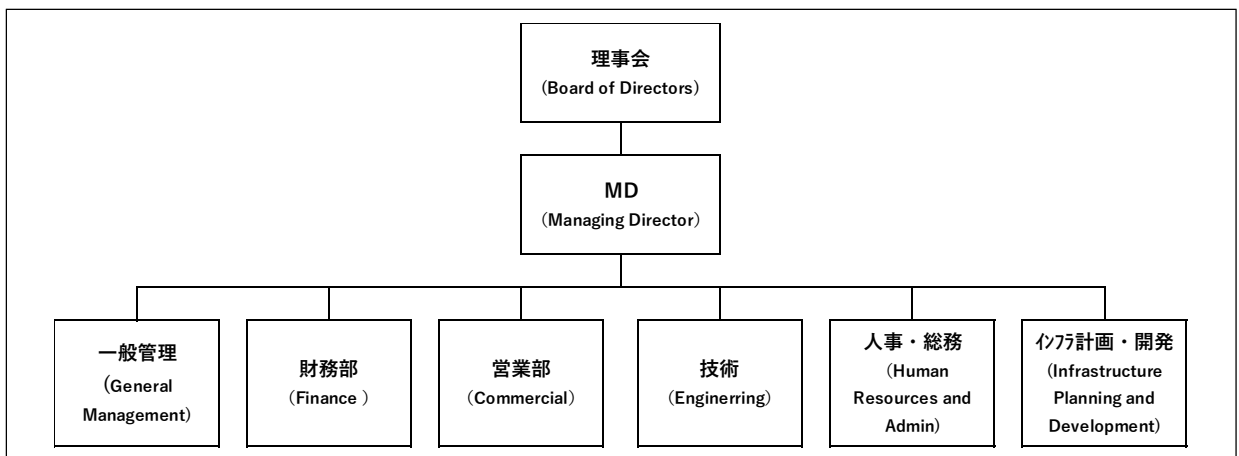 理事会
（Board of Directors）
MD
（Managing Director）
一般管理
（General
Management）
財務部
（Finance ）
営業部
（Commercial）
技術
（Enginerring）
人事・総務
（Human
Resources and
Admin）
ｲﾝﾌﾗ計画・開発
（Infrastructure
Planning and
Development）